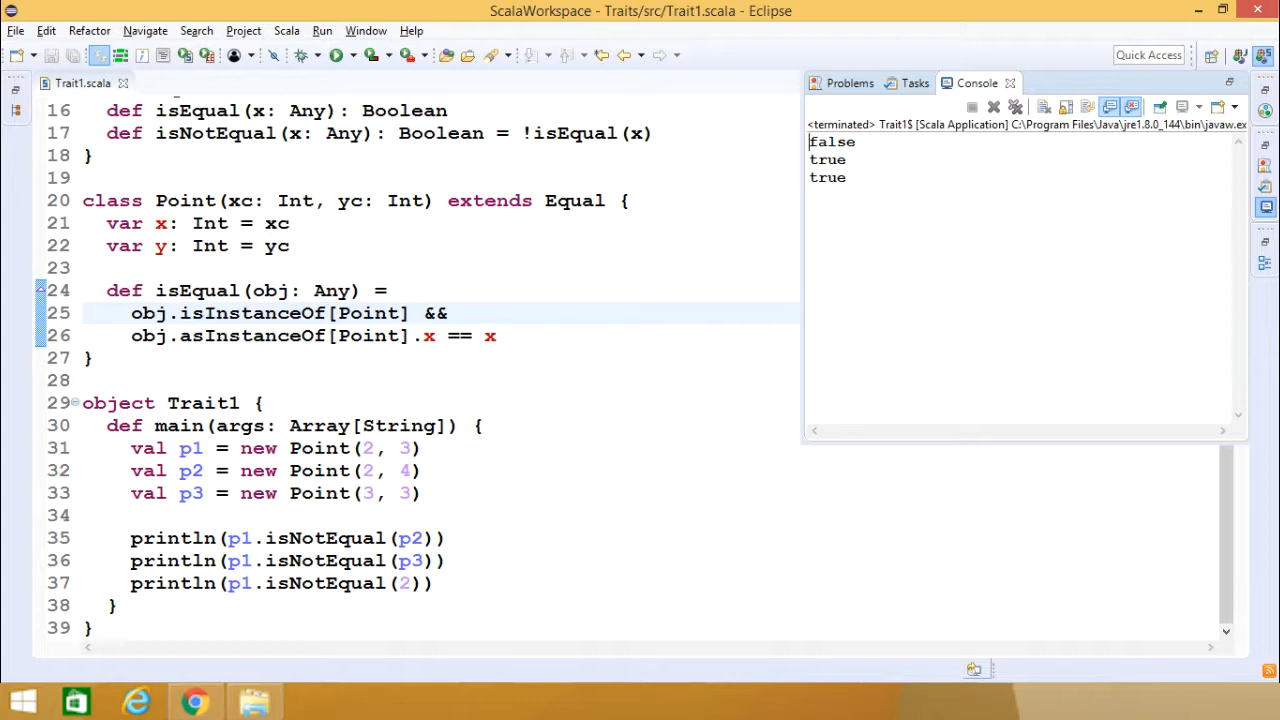 ScalaWorkspace - Traits/src/Trait1.scala - Eclipse
File Edit Refactor Navigate Search Project Scala Run Window Help
Quick Access
Trait1.scala
16 def isEqual(x: Any): Boolean
17 def isNotEqual(x: Any): Boolean = !isEqual(x)
18 }
19
20 class Point(xc: Int, yc: Int) extends Equal {
21 var x: Int = xc
22 var y: Int = yc
23
24 def isEqual(obj: Any) =
25 obj.isInstanceOf[Point] &&
26 obj.asInstanceOf[Point].x == x
27 }
28
29 object Trait1 {
30 def main(args: Array[String]) {
31 val p1 = new Point(2, 3)
32 val p2 = new Point(2, 4)
33 val p3 = new Point(3, 3)
34
35 println(p1.isNotEqual(p2))
36 println(p1.isNotEqual(p3))
37 println(p1.isNotEqual(2))
38 }
39 }
Problems Tasks Console
<terminated> Trait1$ [Scala Application] C:\Program Files\Java\jre1.8.0_144\bin\javaw.ex
false
true
true